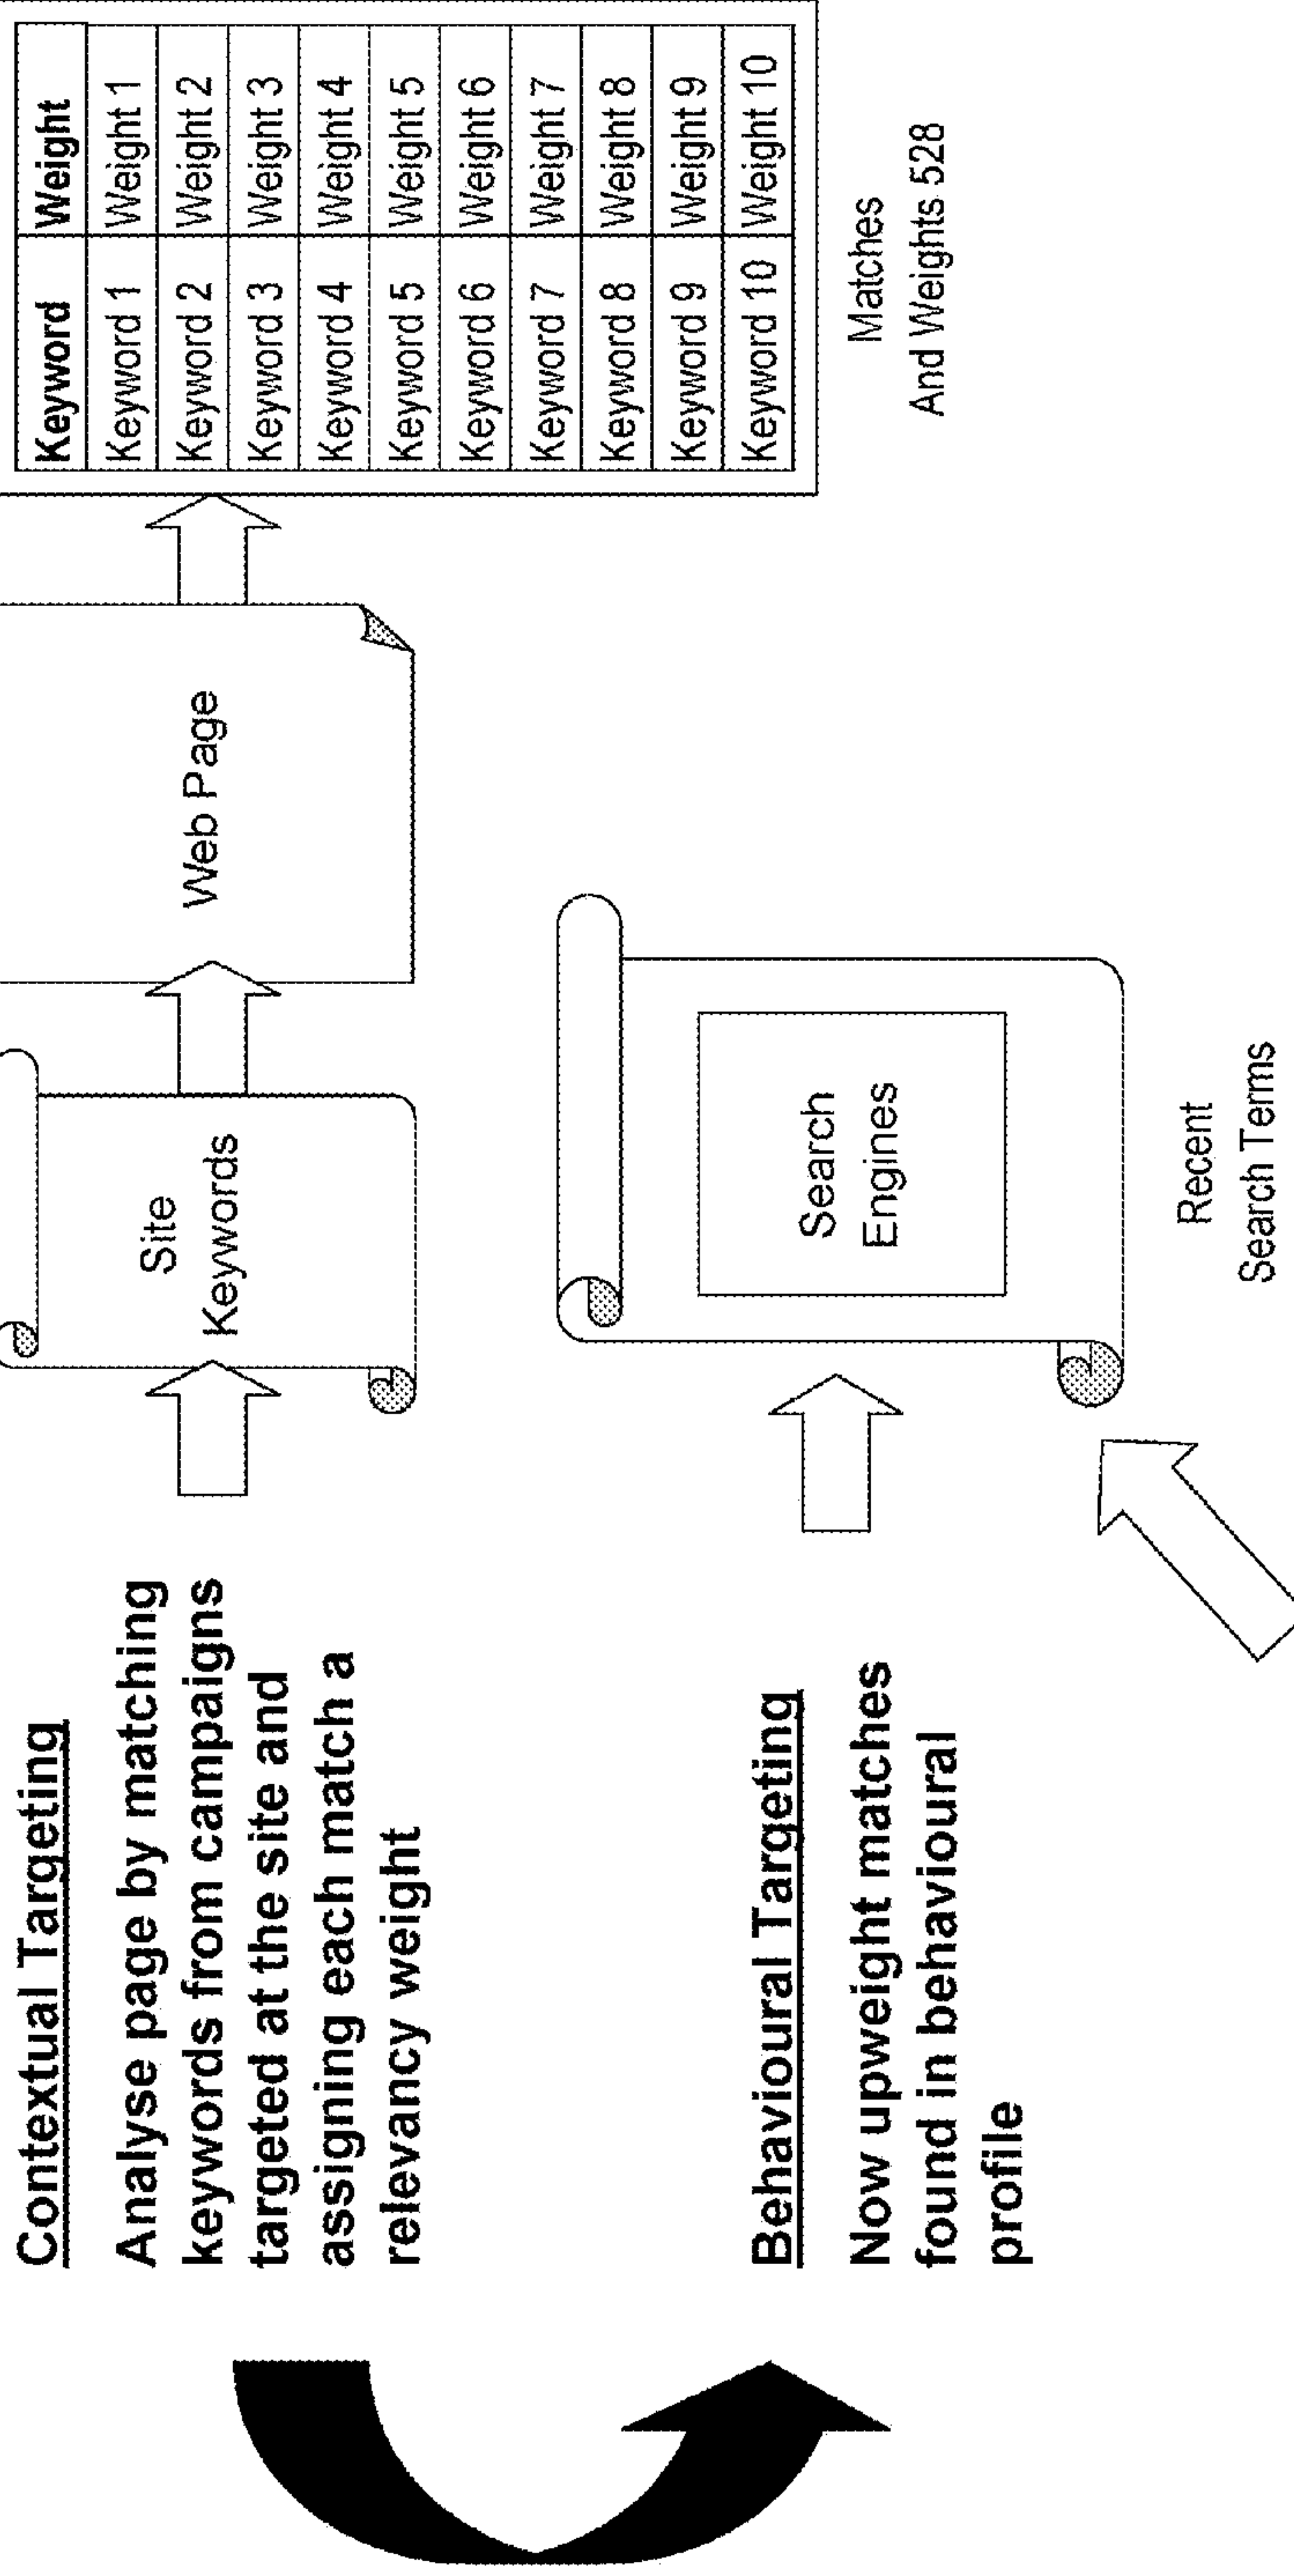 Contextual Targeting
Analyse page by matching
keywords from campaigns
targeted at the site and
assigning each match a
relevancy weight
Site
Keywords
Web Page
Keyword Weight
Keyword 1 Weight 1
Keyword 2 Weight 2
Keyword 3 Weight 3
Keyword 4 Weight 4
Keyword 5 Weight 5
Keyword 6 Weight 6
Keyword 7 Weight 7
Keyword 8 Weight 8
Keyword 9 Weight 9
Keyword 10 Weight 10
Matches
And Weights 528
Behavioural Targeting
Now upweight matches
found in behavioural
profile
Search
Engines
Recent
Search Terms